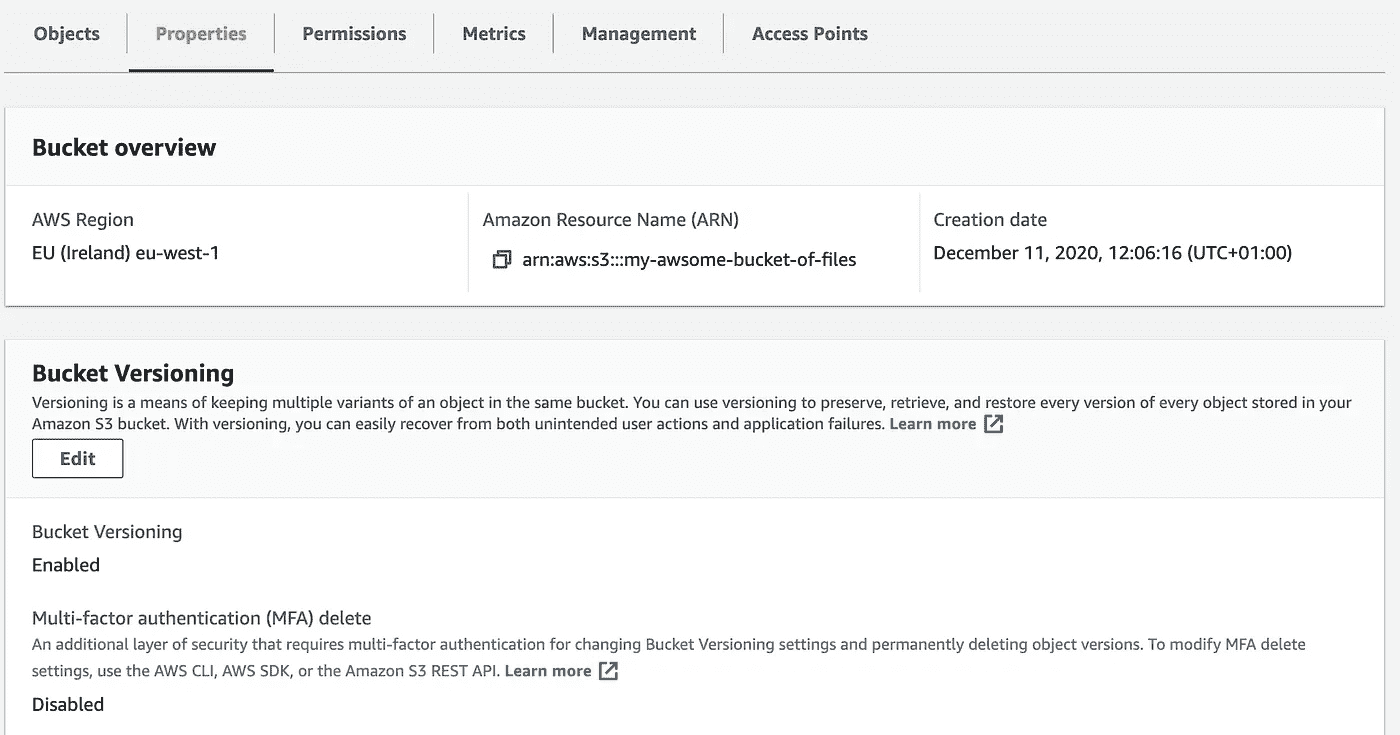 Objects
Properties
Permissions
Metrics
Management
Access Points
Bucket overview
AWS Region
EU (Ireland) eu-west-1
Amazon Resource Name (ARN)
arn:aws:s3:::my-awsome-bucket-of-files
Creation date
December 11, 2020, 12:06:16 (UTC+01:00)
Bucket Versioning
Versioning is a means of keeping multiple variants of an object in the same bucket. You can use versioning to preserve, retrieve, and restore every version of every object stored in your
Amazon S3 bucket. With versioning, you can easily recover from both unintended user actions and application failures. Learn more
Edit
Bucket Versioning
Enabled
Multi-factor authentication (MFA) delete
An additional layer of security that requires multi-factor authentication for changing Bucket Versioning settings and permanently deleting object versions. To modify MFA delete
settings, use the AWS CLI, AWS SDK, or the Amazon S3 REST API. Learn more
Disabled